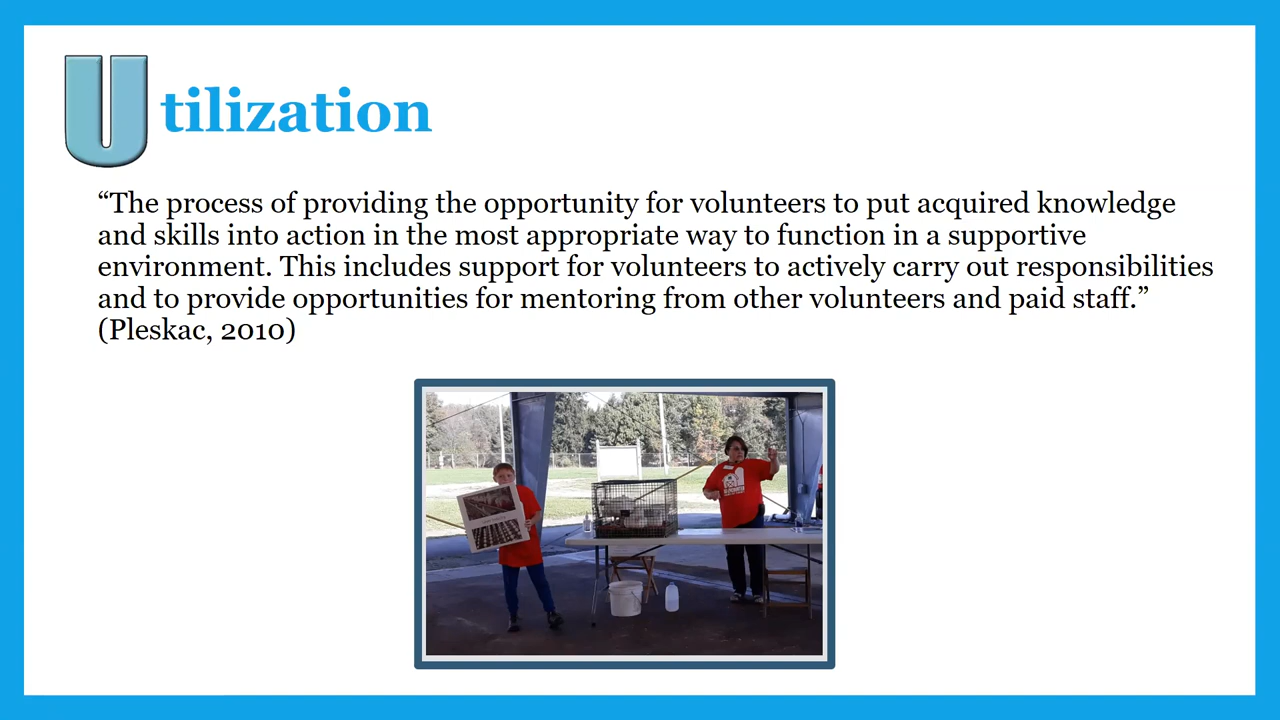 Utilization
“The process of providing the opportunity for volunteers to put acquired knowledge
and skills into action in the most appropriate way to function in a supportive
environment. This includes support for volunteers to actively carry out responsibilities
and to provide opportunities for mentoring from other volunteers and paid staff.”
(Pleskac, 2010)